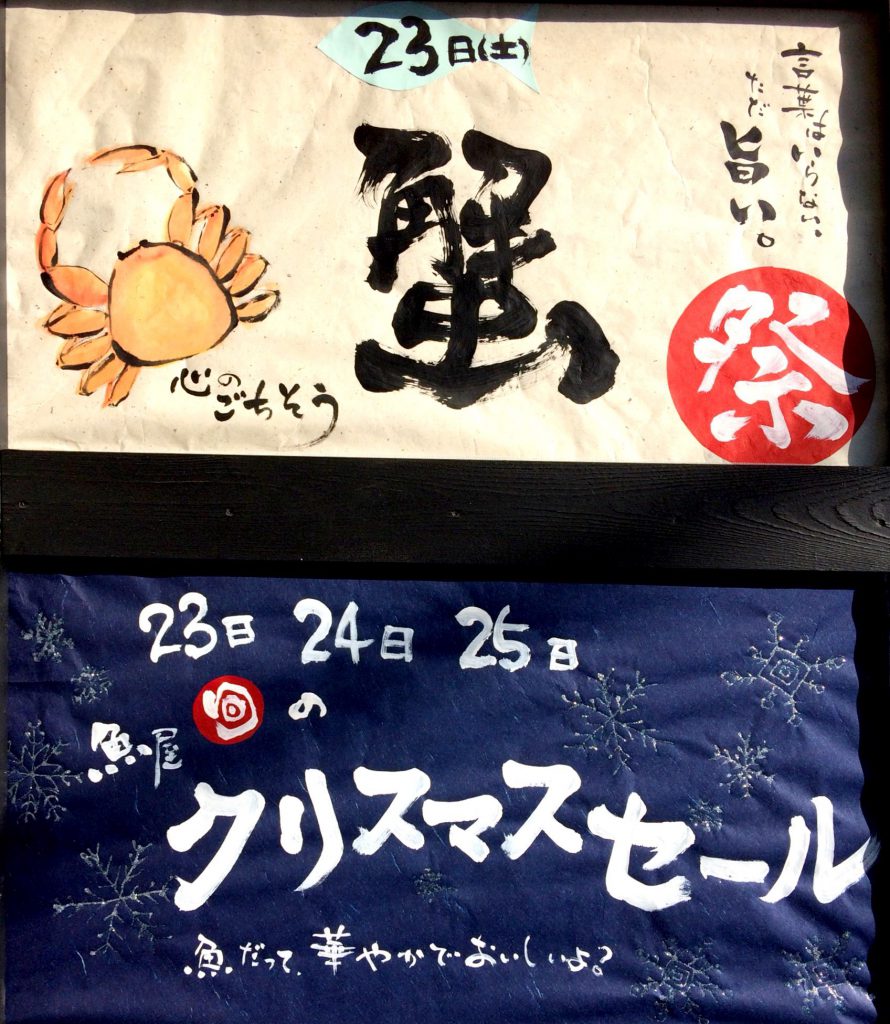 23日(土)
言葉はいらない。
ただ
旨い。
蟹
祭
心の
ごちそう
23日 24日 25日
魚屋 回 の
クリスマスセール
魚だって、華やかでおいしいよ?